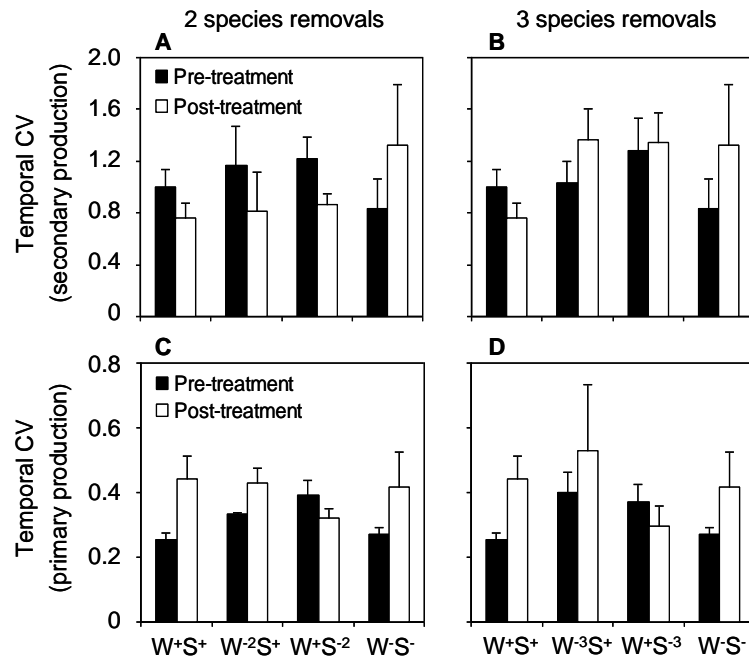 2 species removals
3 species removals
A
B
Temporal CV
(secondary production)
2.0
1.6
1.2
0.8
0.4
0
Pre-treatment
Post-treatment
C
D
Temporal CV
(primary production)
0.8
0.6
0.4
0.2
0
Pre-treatment
Post-treatment
W⁺S⁺ W⁻²S⁺ W⁺S⁻² W⁻S⁻
W⁺S⁺ W⁻³S⁺ W⁺S⁻³ W⁻S⁻